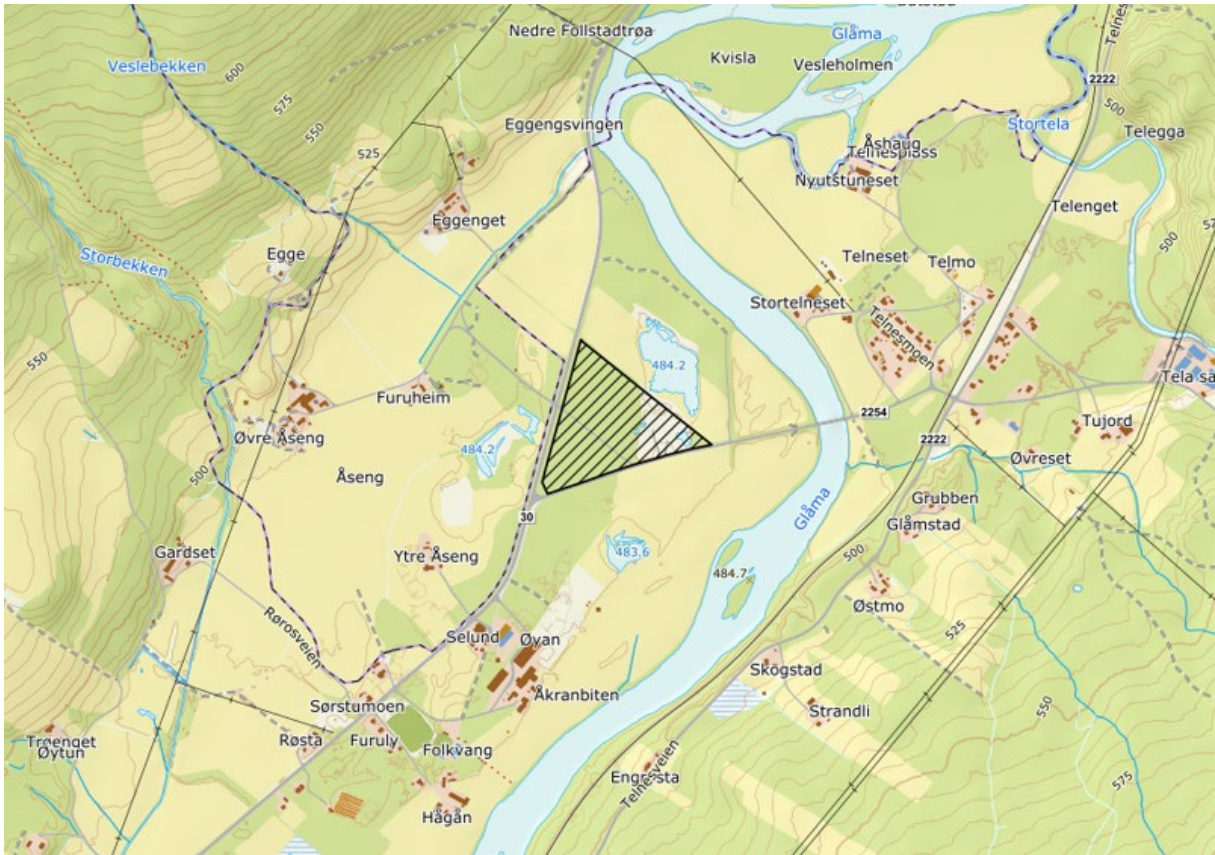 Nedre Follstadtrøa
Glåma
Kvisla
Vesleholmen
Veslebekken
600
575
550
525
2222
500
Telegga
Stortela
Eggengsvingen
Åshaug
Telnesplass
Nyutstuneset
Telenget
Eggenget
Egge
Storbekken
500
Telneset
Telmo
Stortelneset
Telnesmoen
550
484.2
Furuheim
2254
2222
Tujord
Øvre Åseng
484.2
Øvreset
Åseng
500
30
Glåma
Grubben
Glåmstad
Gardset
Ytre Åseng
483.6
500
484.7
Østmo
525
Rørosveien
Selund
Øyan
Skogstad
Åkranbiten
Strandli
550
Sørstumoen
Røsta
Furuly
Folkvang
Øytun
Telnesveien
575
Hågån